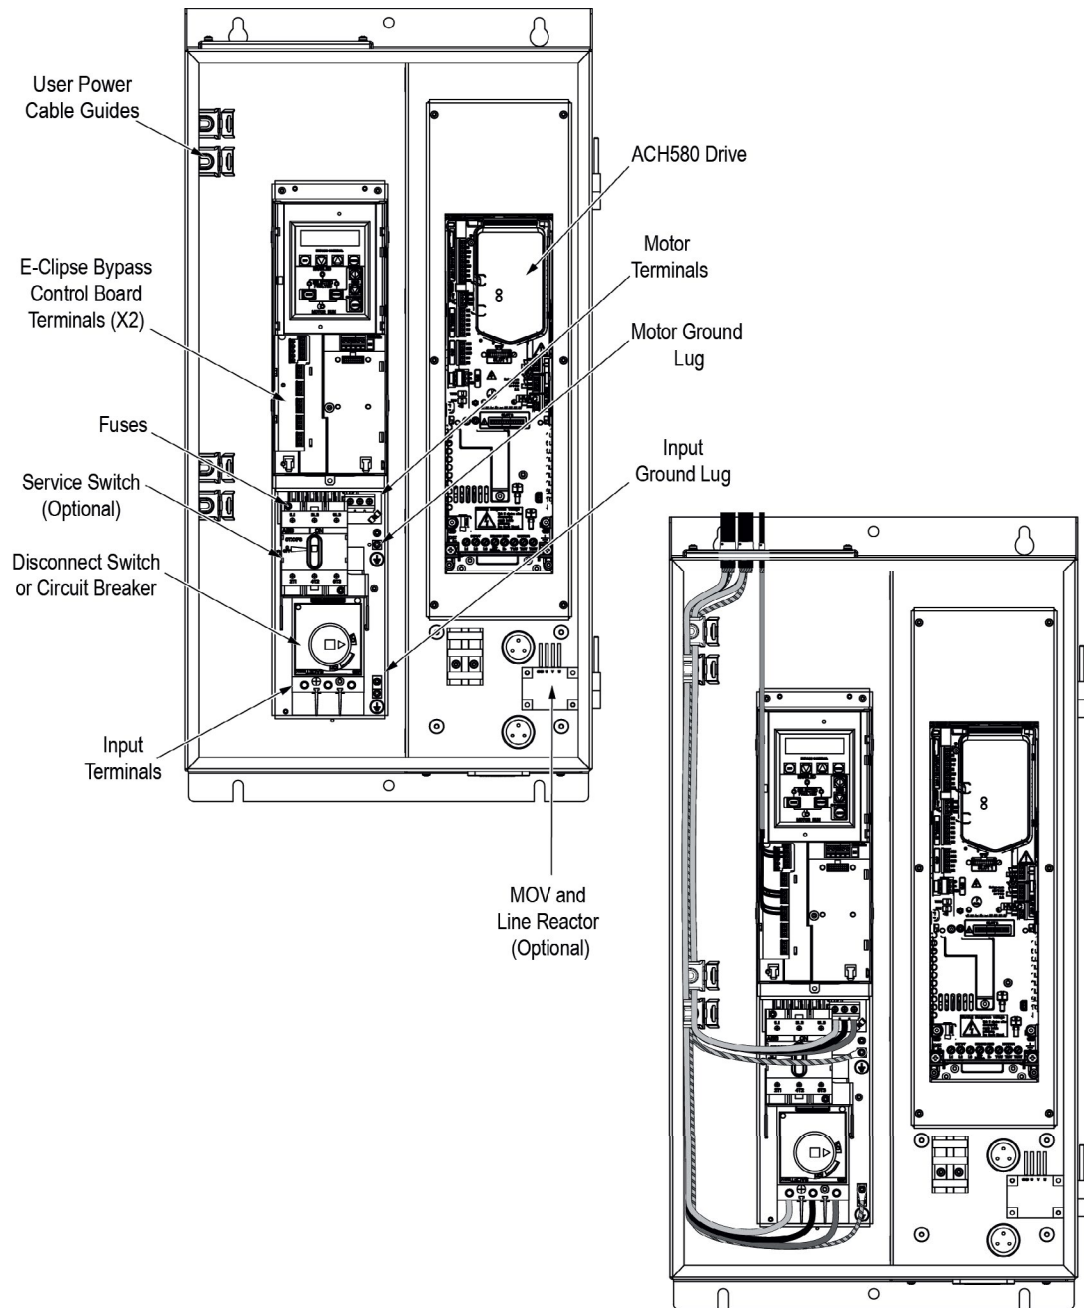 User Power
Cable Guides
ACH580 Drive
Motor
Terminals
E-Clipse Bypass
Control Board
Terminals (X2)
Motor Ground
Lug
Fuses
Input
Ground Lug
Service Switch
(Optional)
Disconnect Switch
or Circuit Breaker
Input
Terminals
MOV and
Line Reactor
(Optional)